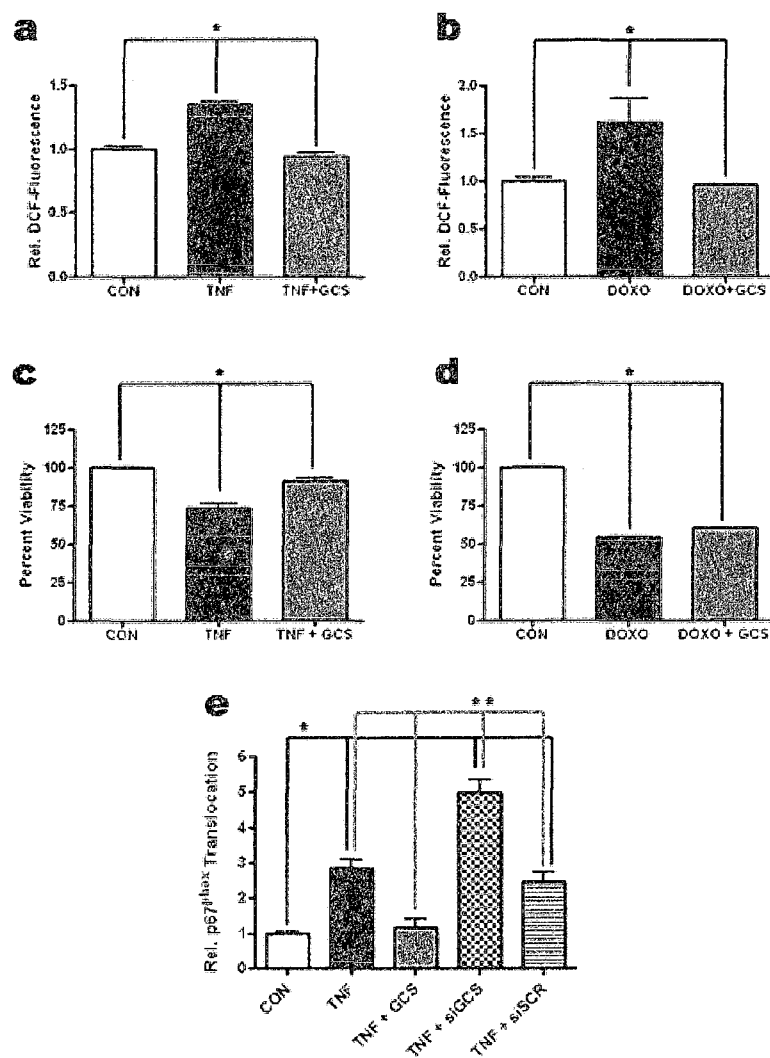 a
*
Rel. DCF-Fluorescence
1.5
1.0
0.5
0.0
CON
TNF
TNF+GCS
b
*
Rel. DCF-Fluorescence
2.0
1.5
1.0
0.5
0.0
CON
DOXO
DOXO+GCS
c
*
Percent Viability
125
100
75
50
25
0
CON
TNF
TNF + GCS
d
*
Percent Viability
125
100
75
50
25
0
CON
DOXO
DOXO + GCS
e
*
**
Rel. p67phox Translocation
6
5
4
3
2
1
0
CON
TNF
TNF + GCS
TNF + siGCS
TNF + siSCR